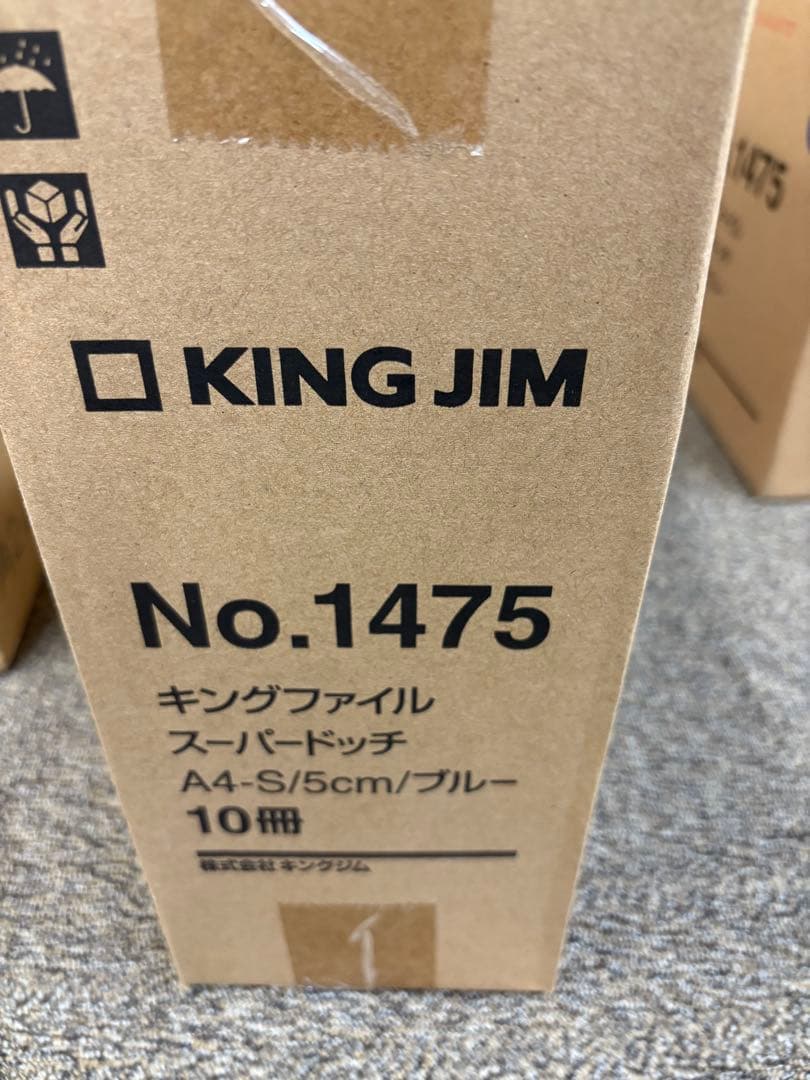 KING JIM
No.1475
キングファイル
スーパードッチ
A4-S/5cm/ブルー
10冊
株式会社 キングジム
.1475